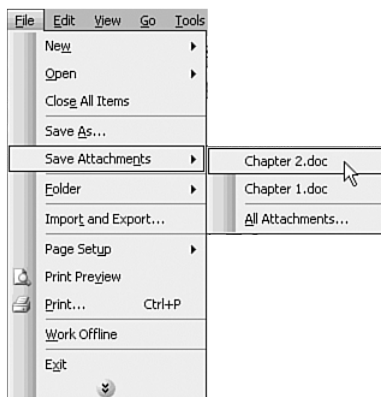 File Edit View Go Tools
New
Open
Close All Items
Save As...
Save Attachments
Chapter 2.doc
Chapter 1.doc
All Attachments...
Folder
Import and Export...
Page Setup
Print Preview
Print... Ctrl+P
Work Offline
Exit